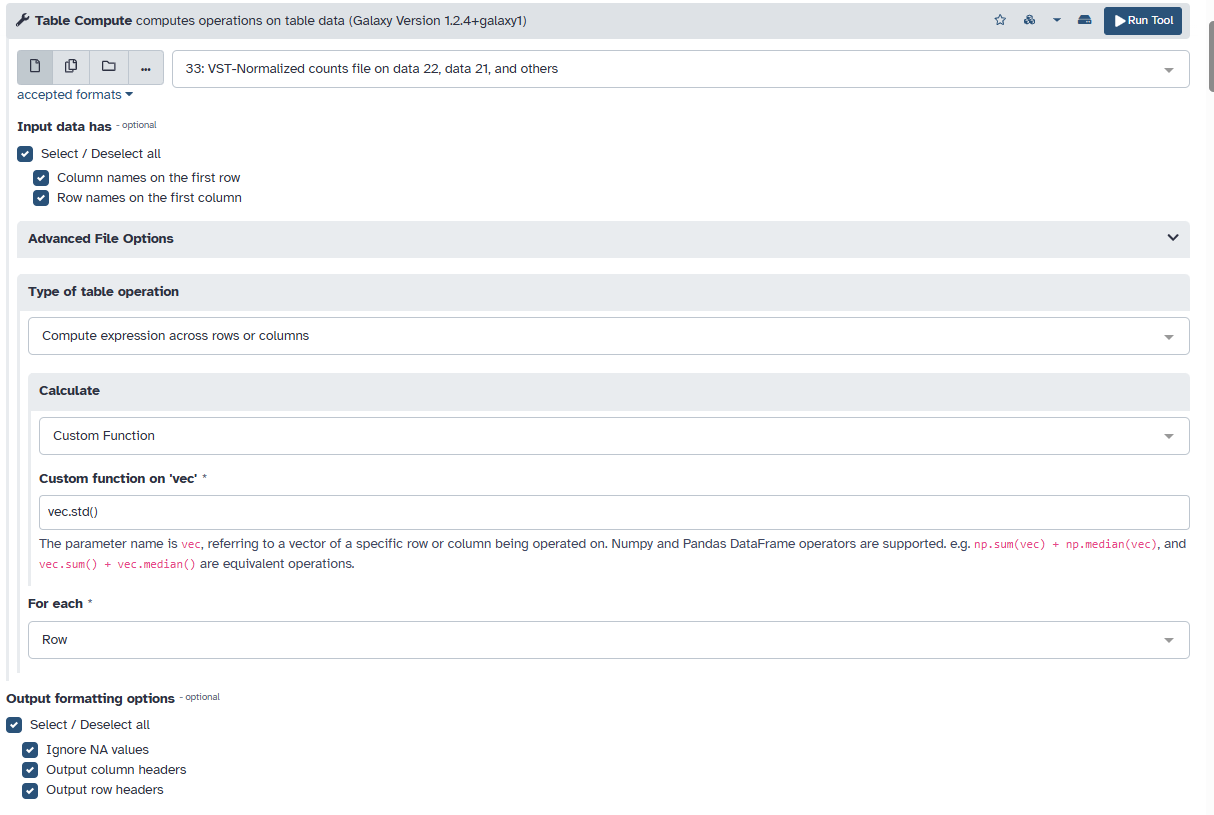 Table Compute computes operations on table data (Galaxy Version 1.2.4+galaxy1)
Run Tool
33: VST-Normalized counts file on data 22, data 21, and others
accepted formats
Input data has - optional
Select / Deselect all
Column names on the first row
Row names on the first column
Advanced File Options
Type of table operation
Compute expression across rows or columns
Calculate
Custom Function
Custom function on 'vec' *
vec.std()
The parameter name is vec, referring to a vector of a specific row or column being operated on. Numpy and Pandas DataFrame operators are supported. e.g. np.sum(vec) + np.median(vec), and
vec.sum() + vec.median() are equivalent operations.
For each *
Row
Output formatting options - optional
Select / Deselect all
Ignore NA values
Output column headers
Output row headers